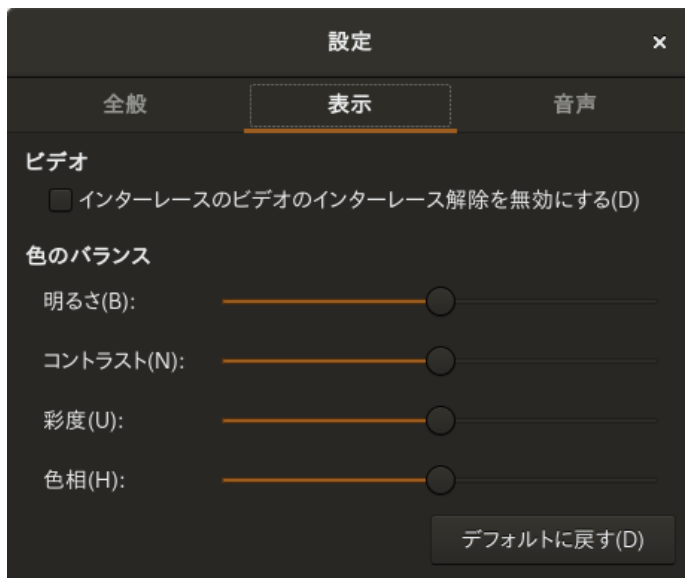 設定 ×
全般 表示 音声
ビデオ
インターレースのビデオのインターレース解除を無効にする(D)
色のバランス
明るさ(B):
コントラスト(N):
彩度(U):
色相(H):
デフォルトに戻す(D)